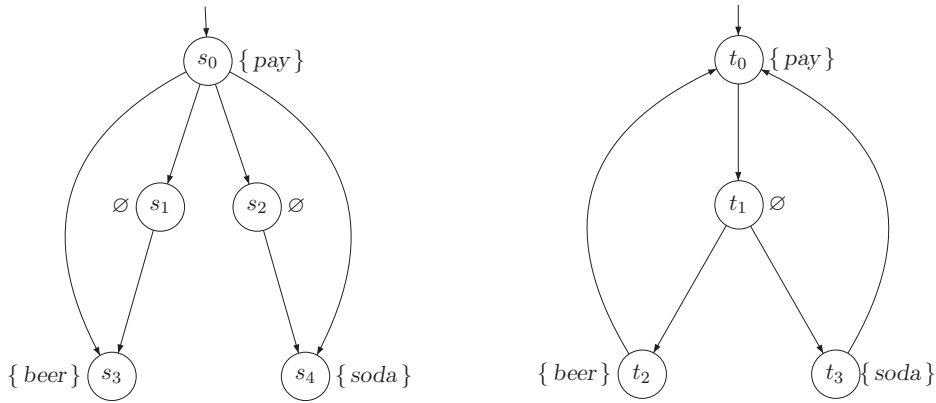 s₀ { pay }
∅ s₁ s₂ ∅
{ beer } s₃ s₄ { soda }
t₀ { pay }
t₁ ∅
{ beer } t₂ t₃ { soda }